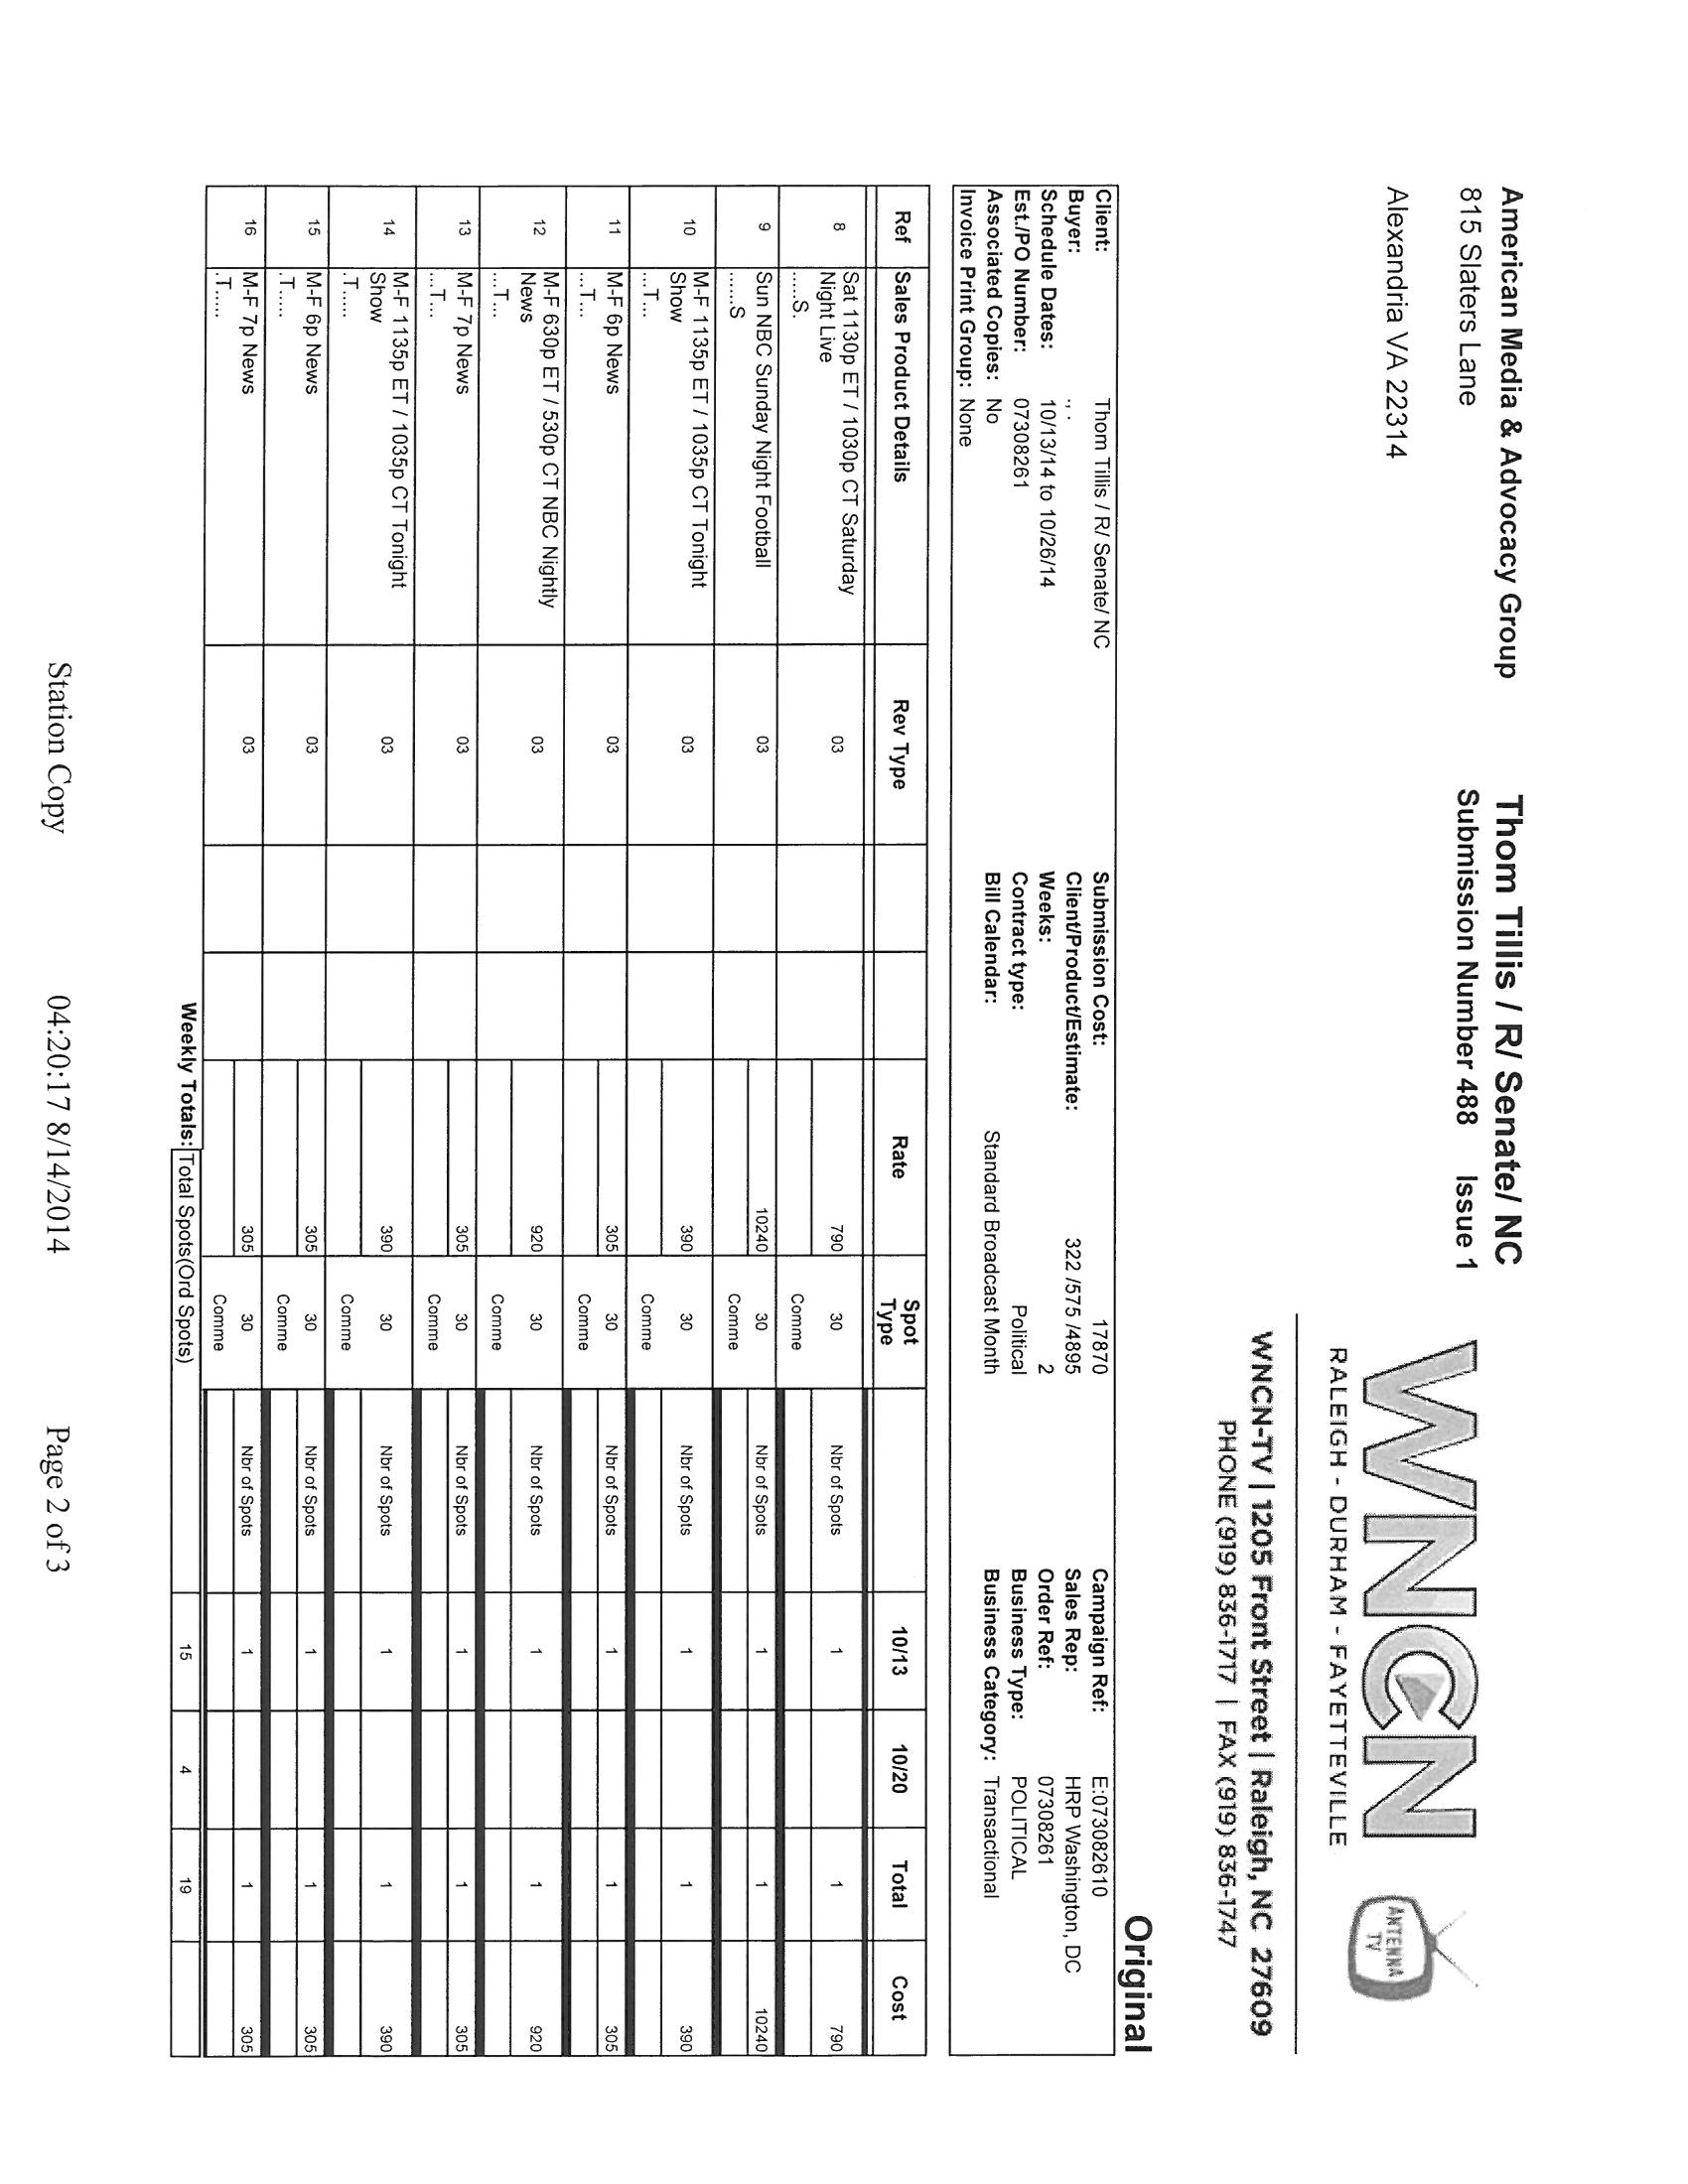 American Media & Advocacy Group
815 Slaters Lane
Alexandria VA 22314
Thom Tillis / R/ Senate/ NC
Submission Number 488 Issue 1
WNCN
RALEIGH - DURHAM - FAYETTEVILLE
ANTENNA TV
WNCN-TV | 1205 Front Street | Raleigh, NC 27609
PHONE (919) 836-1717 | FAX (919) 836-1747
Original
Client: Thom Tillis / R/ Senate/ NC Submission Cost: 17870 Campaign Ref: E:073082610
Buyer: ., . Client/Product/Estimate: 322 /575 /4895 Sales Rep: HRP Washington, DC
Schedule Dates: 10/13/14 to 10/26/14 Weeks: 2 Order Ref: 07308261
Est./PO Number: 07308261 Contract type: Political Business Type: POLITICAL
Associated Copies: No Bill Calendar: Standard Broadcast Month Business Category: Transactional
Invoice Print Group: None
Ref Sales Product Details Rev Type Rate Spot Type 10/13 10/20 Total Cost
8 Sat 1130p ET / 1030p CT Saturday 03 790 30 Nbr of Spots 1 1 790
Night Live
.....S. Comme
9 Sun NBC Sunday Night Football 03 10240 30 Nbr of Spots 1 1 10240
......S Comme
10 M-F 1135p ET / 1035p CT Tonight 03 390 30 Nbr of Spots 1 1 390
Show
...T... Comme
11 M-F 6p News 03 305 30 Nbr of Spots 1 1 305
...T... Comme
12 M-F 630p ET / 530p CT NBC Nightly 03 920 30 Nbr of Spots 1 1 920
News
...T... Comme
13 M-F 7p News 03 305 30 Nbr of Spots 1 1 305
...T... Comme
14 M-F 1135p ET / 1035p CT Tonight 03 390 30 Nbr of Spots 1 1 390
Show
.T..... Comme
15 M-F 6p News 03 305 30 Nbr of Spots 1 1 305
.T..... Comme
16 M-F 7p News 03 305 30 Nbr of Spots 1 1 305
.T..... Comme
Weekly Totals: Total Spots(Ord Spots) 15 4 19
Station Copy 04:20:17 8/14/2014 Page 2 of 3